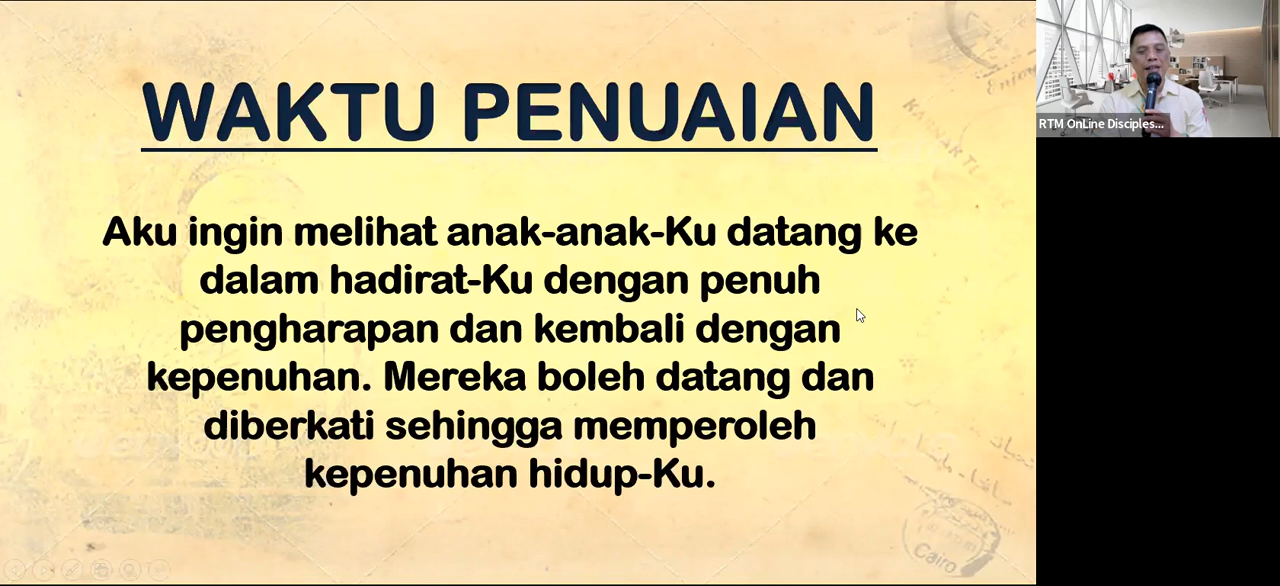 WAKTU PENUAIAN
Aku ingin melihat anak-anak-Ku datang ke
dalam hadirat-Ku dengan penuh
pengharapan dan kembali dengan
kepenuhan. Mereka boleh datang dan
diberkati sehingga memperoleh
kepenuhan hidup-Ku.
RTM OnLine Disciples...
Cairo